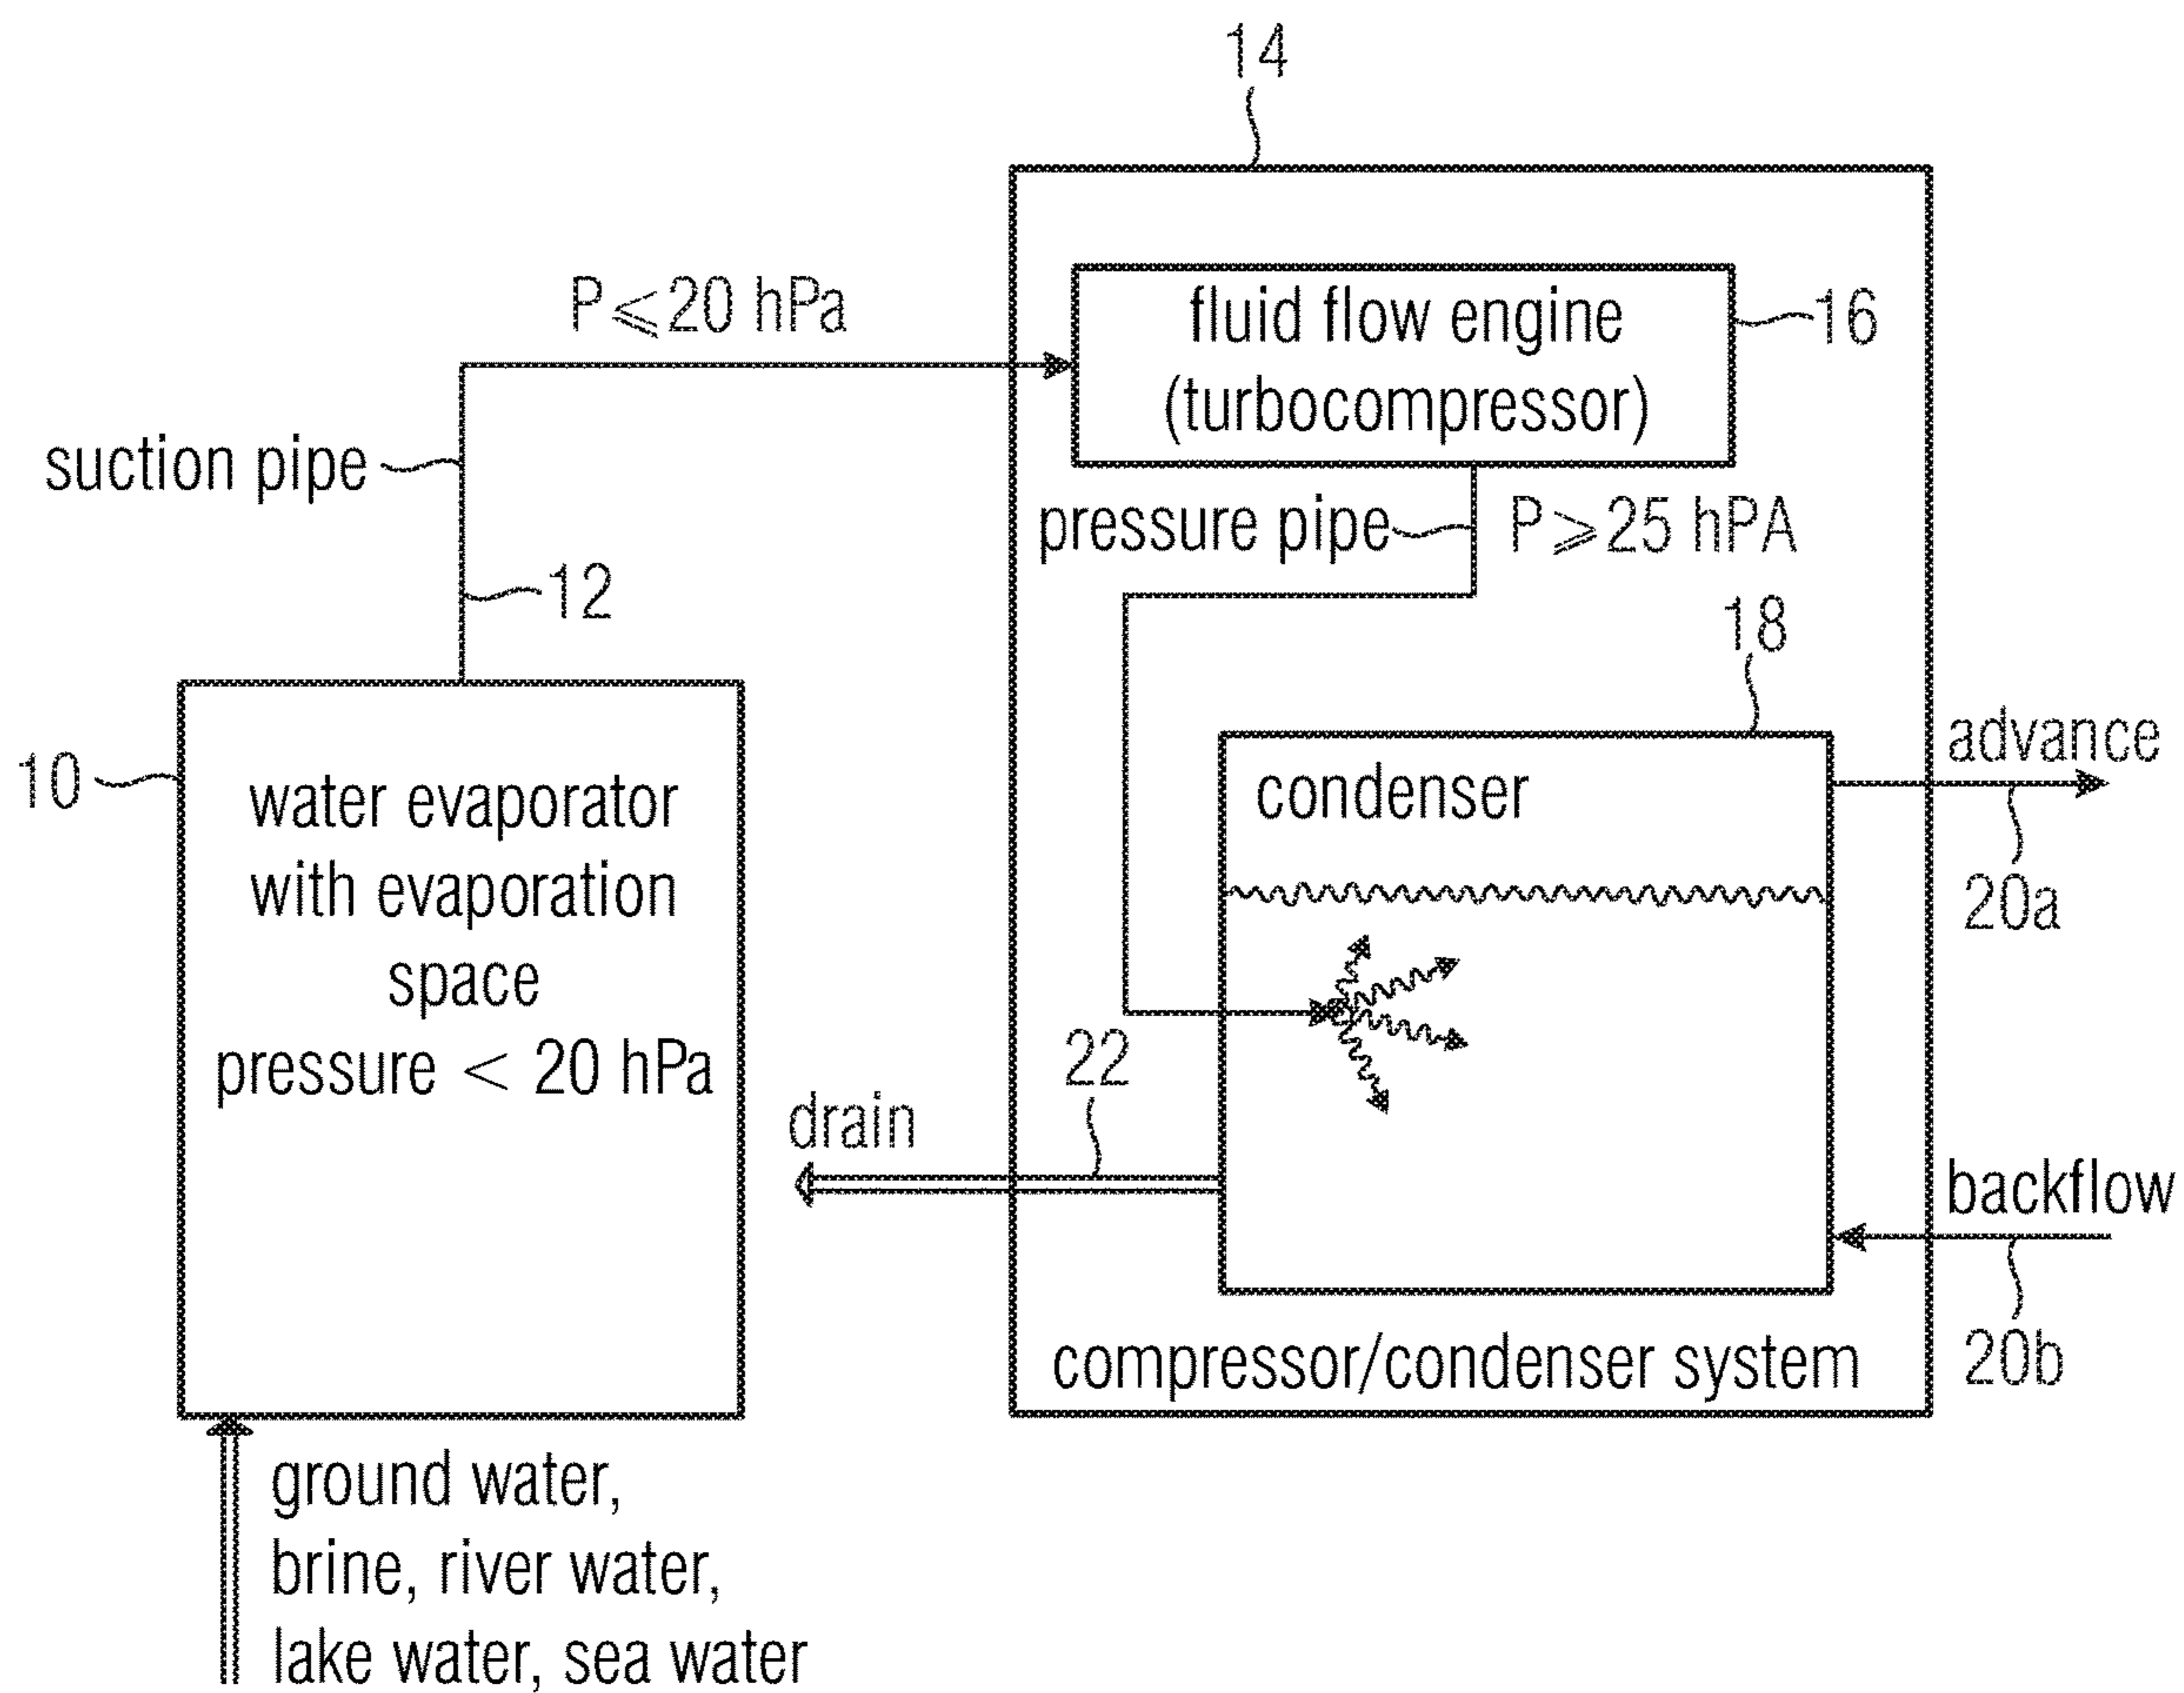 14
P⩽20 hPa
fluid flow engine
(turbocompressor)
16
suction pipe
pressure pipe
P⩾25 hPA
12
18
10
water evaporator
with evaporation
space
pressure < 20 hPa
condenser
advance
20a
22
drain
backflow
20b
compressor/condenser system
ground water,
brine, river water,
lake water, sea water